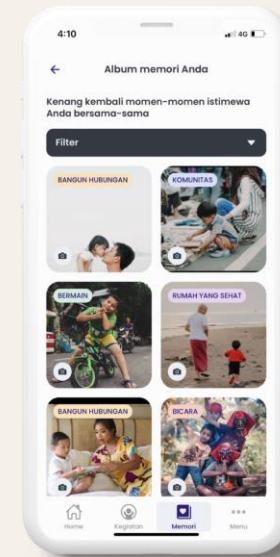 4:10
4G
Album memori Anda
Kenang kembali momen-momen istimewa
Anda bersama-sama
Filter
BANGUN HUBUNGAN
KOMUNITAS
BERMAIN
RUMAH YANG SEHAT
BANGUN HUBUNGAN
BICARA
Home
Kegiatan
Memori
Menu